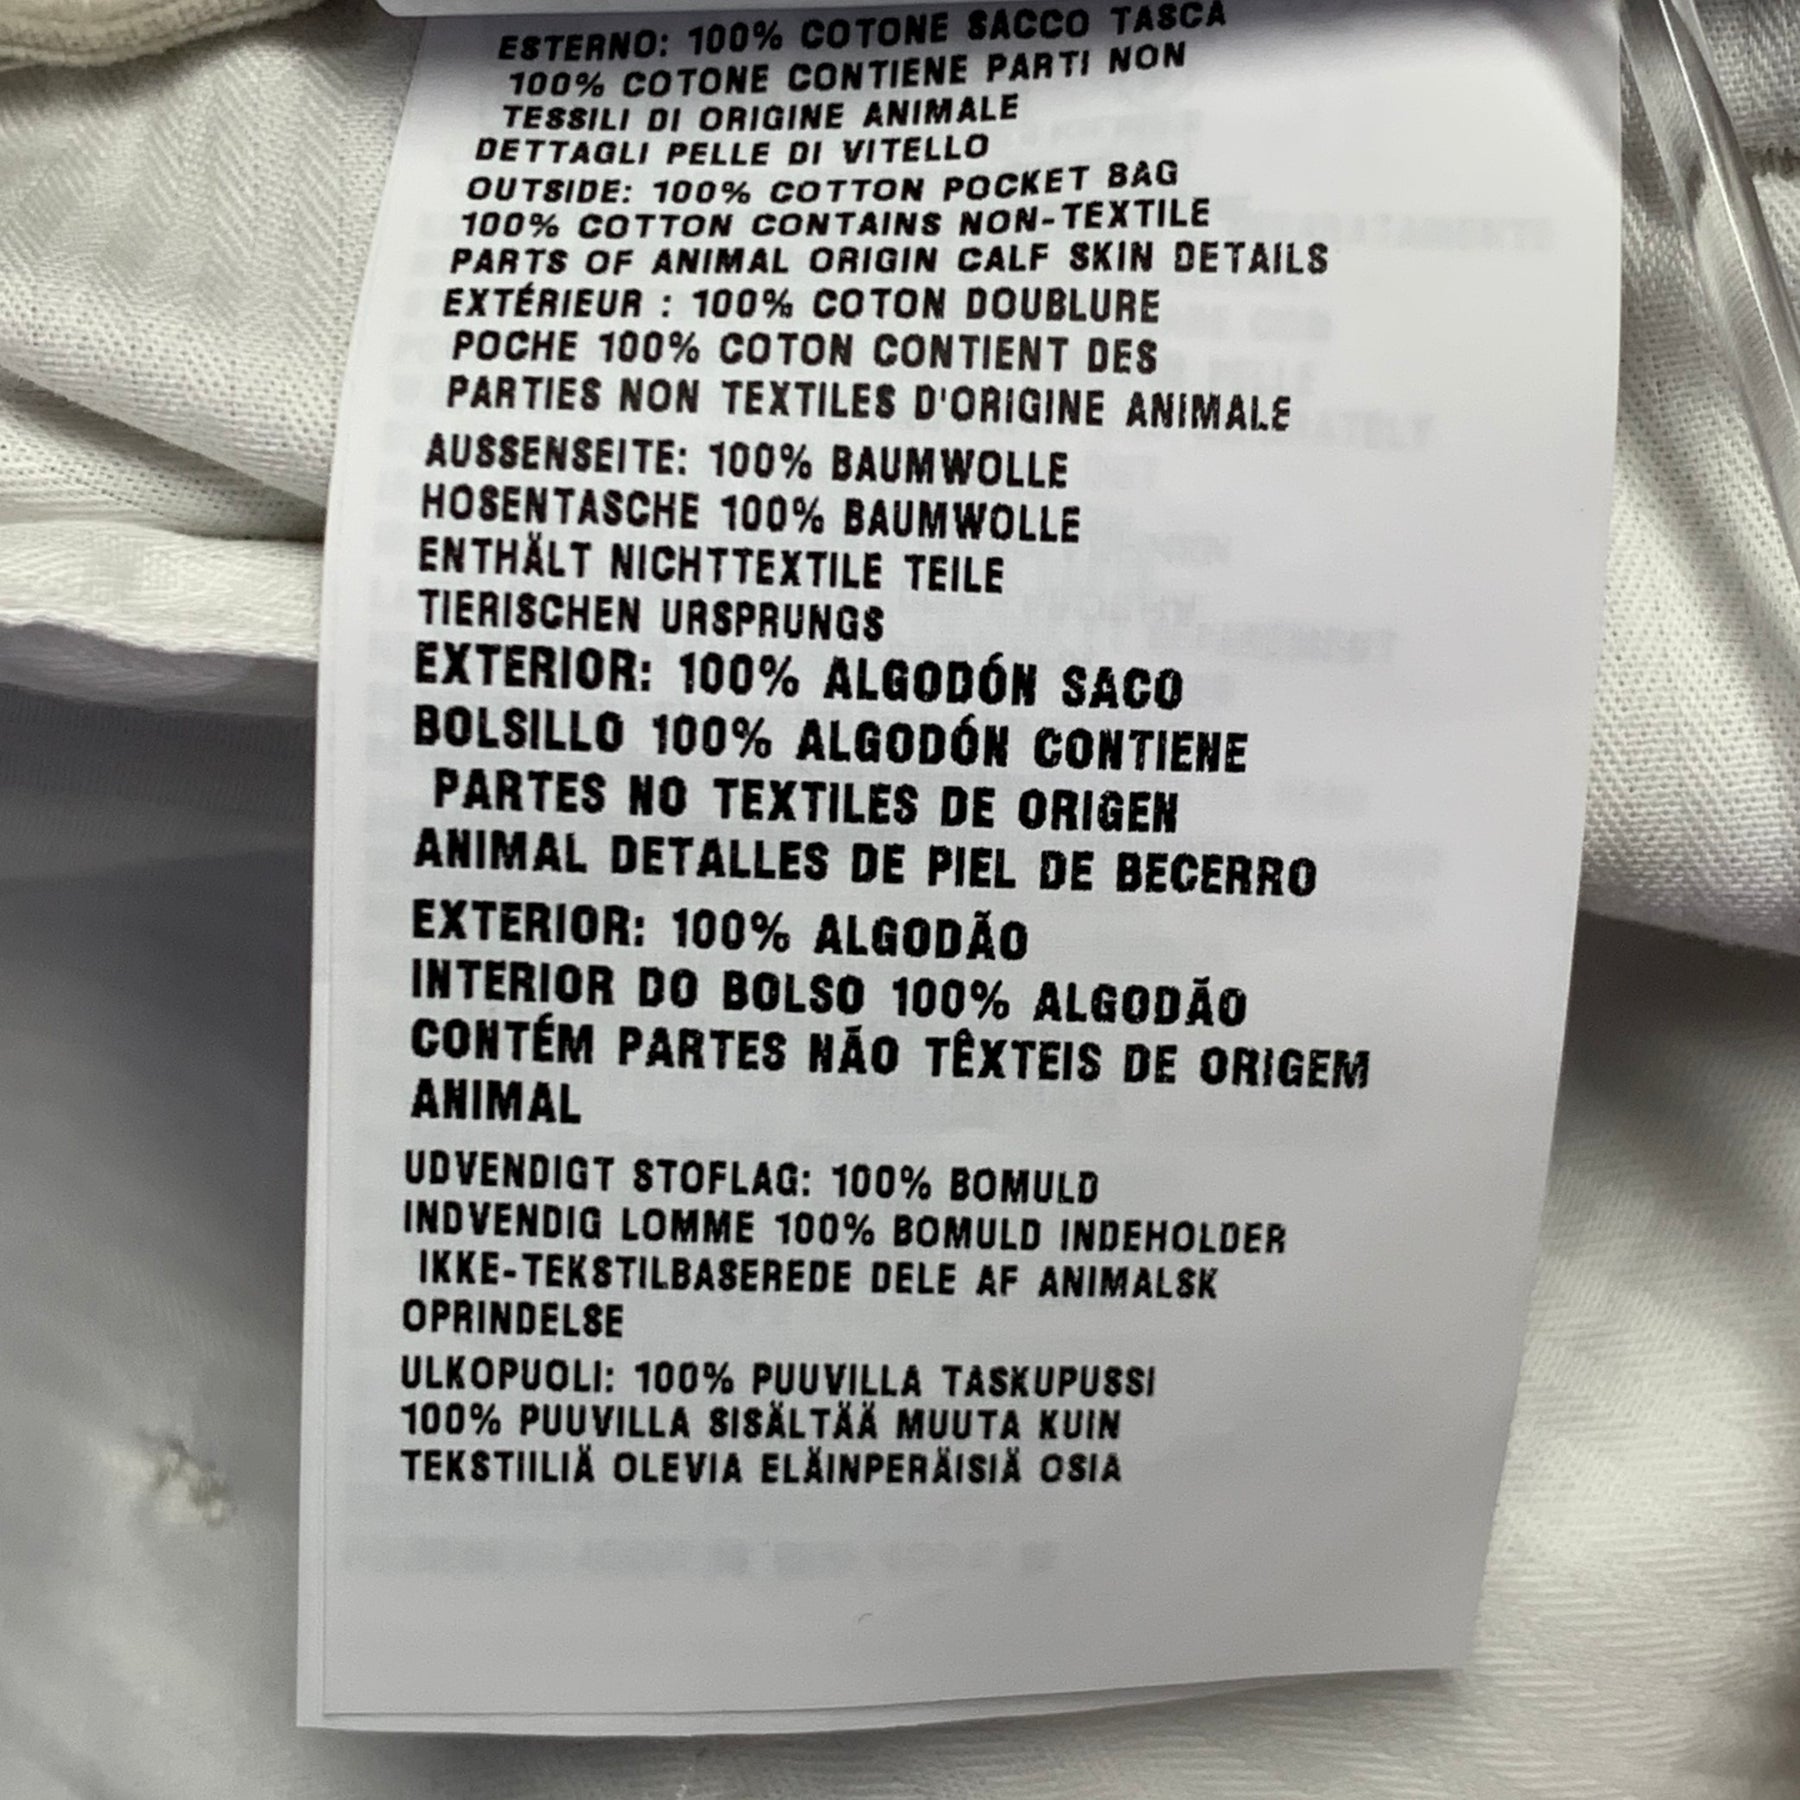 ESTERNO: 100% COTONE SACCO TASCA
100% COTONE CONTIENE PARTI NON
TESSILI DI ORIGINE ANIMALE
DETTAGLI PELLE DI VITELLO
OUTSIDE: 100% COTTON POCKET BAG
100% COTTON CONTAINS NON-TEXTILE
PARTS OF ANIMAL ORIGIN CALF SKIN DETAILS
EXTÉRIEUR : 100% COTON DOUBLURE
POCHE 100% COTON CONTIENT DES
PARTIES NON TEXTILES D'ORIGINE ANIMALE
AUSSENSEITE: 100% BAUMWOLLE
HOSENTASCHE 100% BAUMWOLLE
ENTHÄLT NICHTTEXTILE TEILE
TIERISCHEN URSPRUNGS
EXTERIOR: 100% ALGODÓN SACO
BOLSILLO 100% ALGODÓN CONTIENE
PARTES NO TEXTILES DE ORIGEN
ANIMAL DETALLES DE PIEL DE BECERRO
EXTERIOR: 100% ALGODÃO
INTERIOR DO BOLSO 100% ALGODÃO
CONTÉM PARTES NÃO TÊXTEIS DE ORIGEM
ANIMAL
UDVENDIGT STOFLAG: 100% BOMULD
INDVENDIG LOMME 100% BOMULD INDEHOLDER
IKKE-TEKSTILBASEREDE DELE AF ANIMALSK
OPRINDELSE
ULKOPUOLI: 100% PUUVILLA TASKUPUSSI
100% PUUVILLA SISÄLTÄÄ MUUTA KUIN
TEKSTIILIÄ OLEVIA ELÄINPERÄISIÄ OSIA